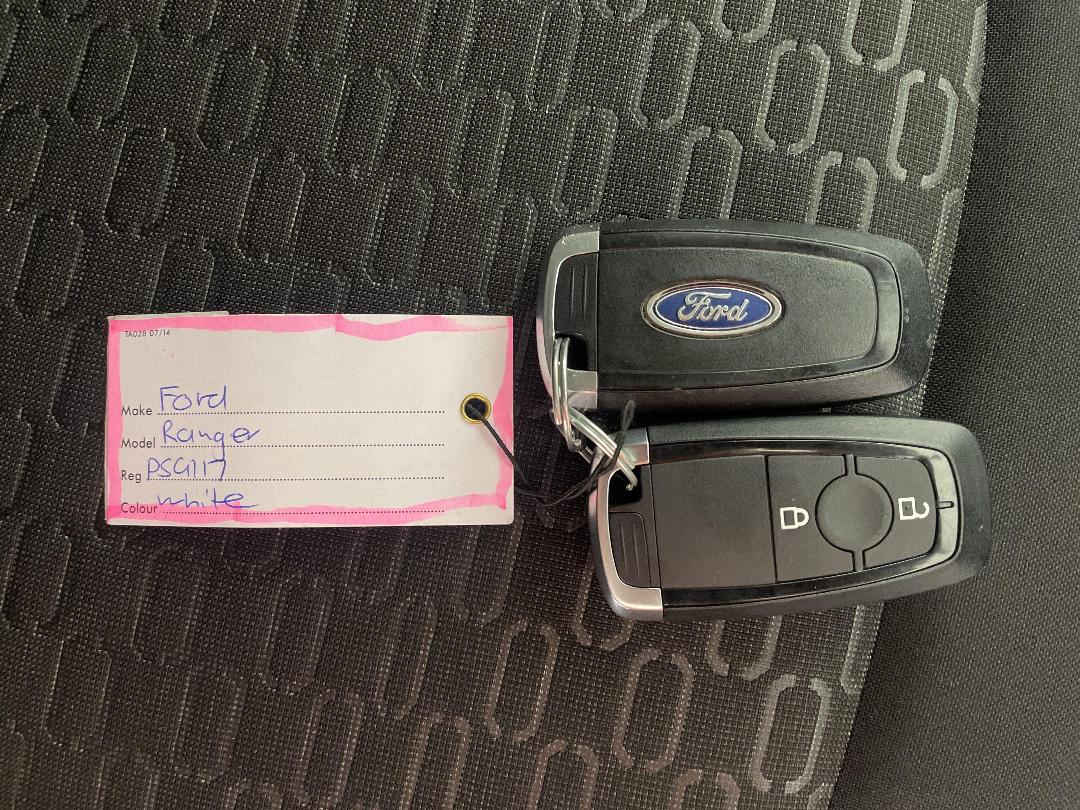 TA028 07/14
Make Ford
Model Ranger
Reg PSG117
Colour white
Ford